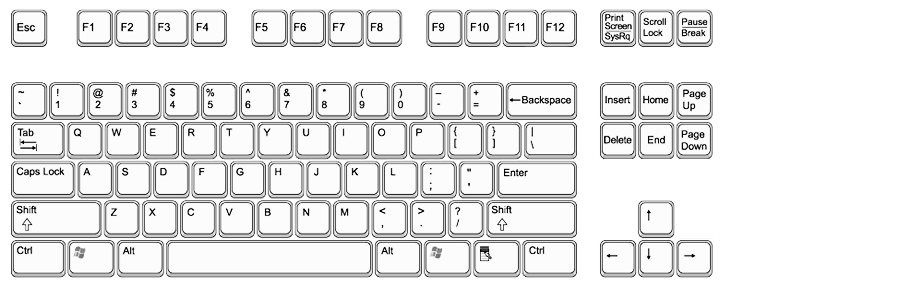 Esc F1 F2 F3 F4 F5 F6 F7 F8 F9 F10 F11 F12 Print Screen SysRq Scroll Lock Pause Break
~ ` ! 1 @ 2 # 3 $ 4 % 5 ^ 6 & 7 * 8 ( 9 ) 0 – - + = ←Backspace Insert Home Page Up
Tab Q W E R T Y U I O P { [ } ] | \ Delete End Page Down
Caps Lock A S D F G H J K L : ; " , Enter
Shift ⇧ Z X C V B N M < , > . ? / Shift ⇧ ↑
Ctrl Alt Alt Ctrl ← ↓ →